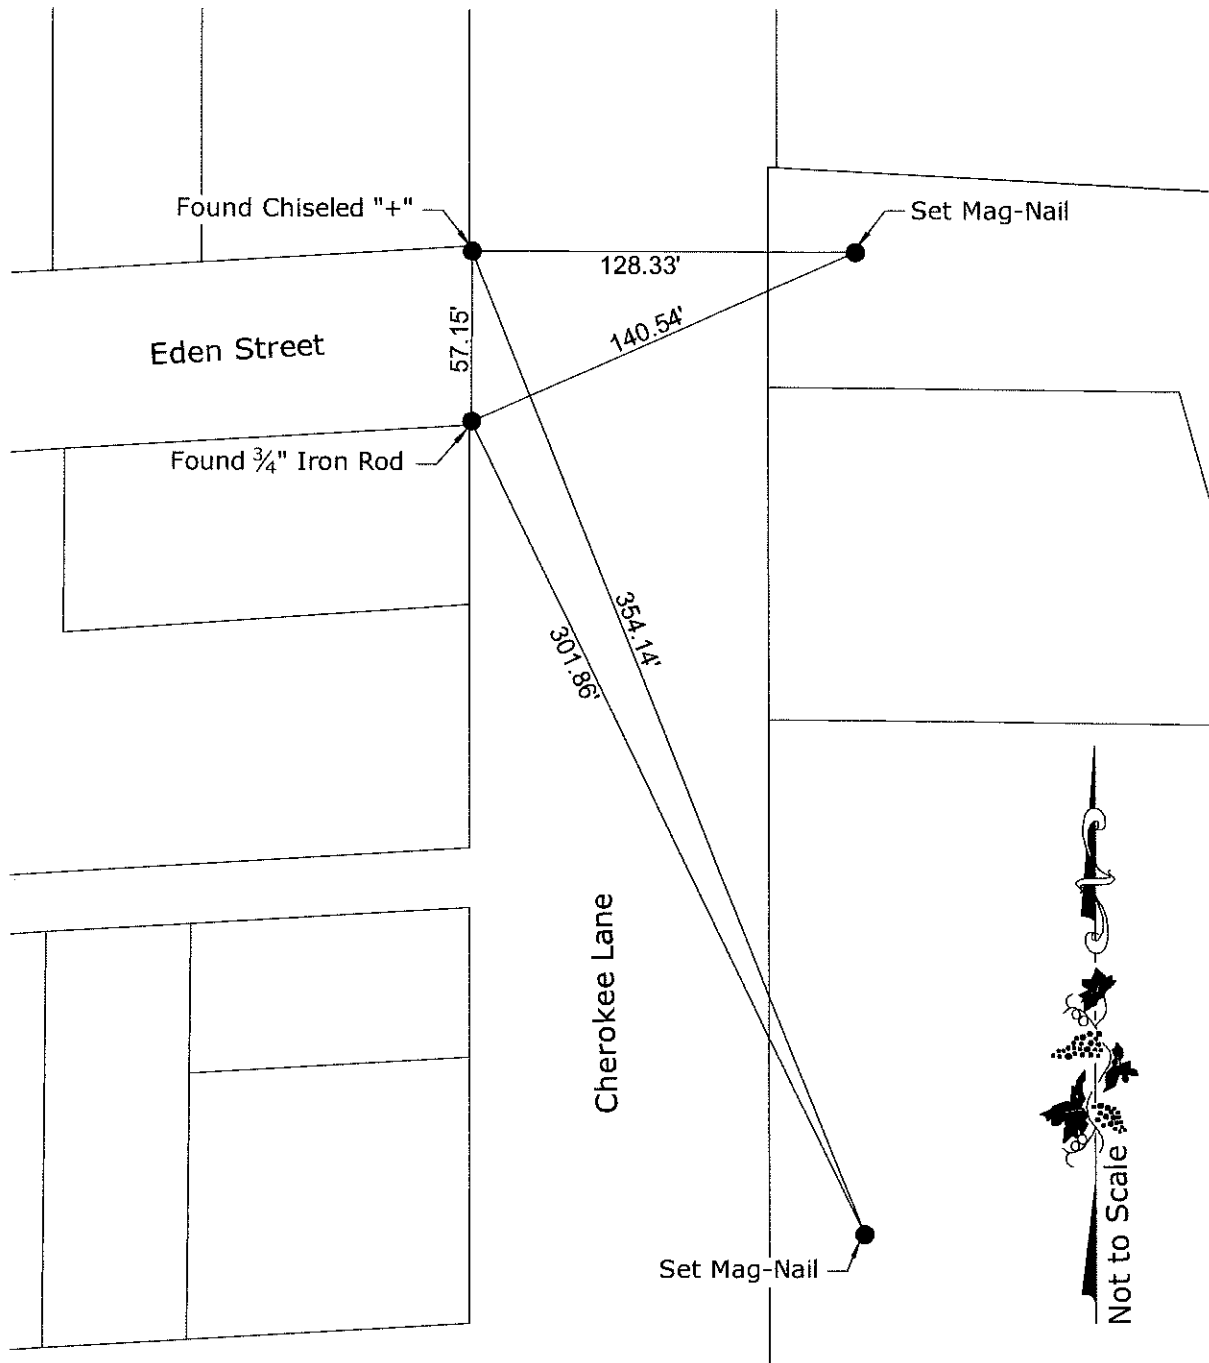 Found Chiseled "+"
Set Mag-Nail
128.33'
140.54'
57.15'
Eden Street
Found ¾" Iron Rod
354.14'
301.86'
Cherokee Lane
Set Mag-Nail
Not to Scale